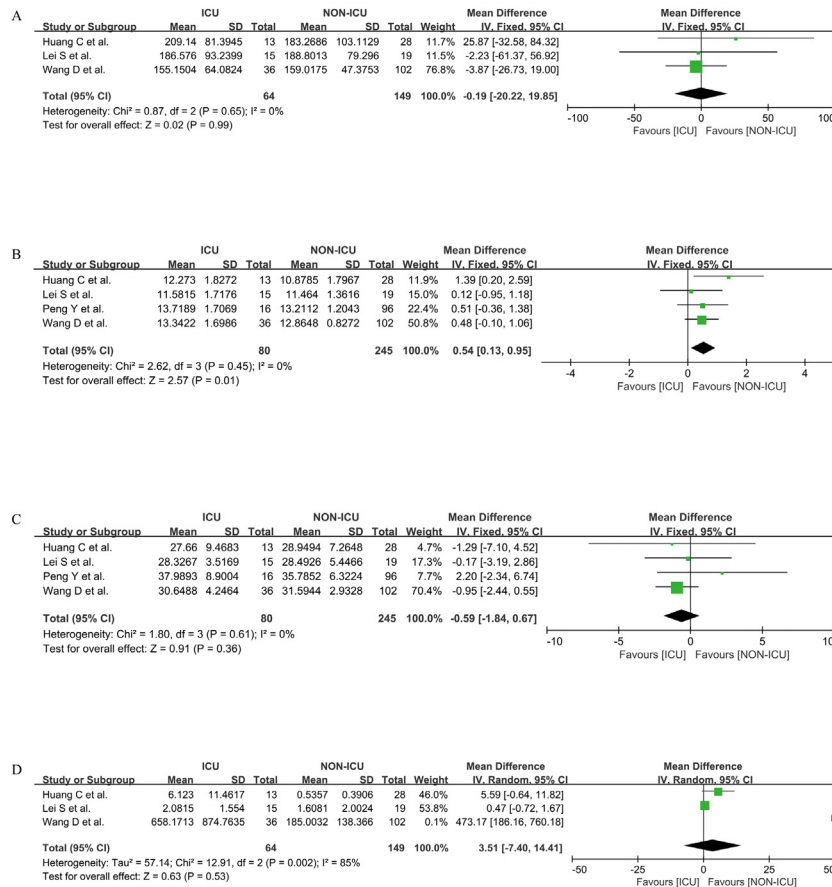 A
ICU NON-ICU Mean Difference Mean Difference
Study or Subgroup Mean SD Total Mean SD Total Weight IV, Fixed, 95% CI IV, Fixed, 95% CI
Huang C et al. 209.14 81.3945 13 183.2686 103.1129 28 11.7% 25.87 [-32.58, 84.32]
Lei S et al. 186.576 93.2399 15 188.8013 79.296 19 11.5% -2.23 [-61.37, 56.92]
Wang D et al. 155.1504 64.0824 36 159.0175 47.3753 102 76.8% -3.87 [-26.73, 19.00]
Total (95% CI) 64 149 100.0% -0.19 [-20.22, 19.85]
Heterogeneity: Chi² = 0.87, df = 2 (P = 0.65); I² = 0%
Test for overall effect: Z = 0.02 (P = 0.99)
-100 -50 0 50 100
Favours [ICU] Favours [NON-ICU]
B
ICU NON-ICU Mean Difference Mean Difference
Study or Subgroup Mean SD Total Mean SD Total Weight IV, Fixed, 95% CI IV, Fixed, 95% CI
Huang C et al. 12.273 1.8272 13 10.8785 1.7967 28 11.9% 1.39 [0.20, 2.59]
Lei S et al. 11.5815 1.7176 15 11.464 1.3616 19 15.0% 0.12 [-0.95, 1.18]
Peng Y et al. 13.7189 1.7069 16 13.2112 1.2043 96 22.4% 0.51 [-0.36, 1.38]
Wang D et al. 13.3422 1.6986 36 12.8648 0.8272 102 50.8% 0.48 [-0.10, 1.06]
Total (95% CI) 80 245 100.0% 0.54 [0.13, 0.95]
Heterogeneity: Chi² = 2.62, df = 3 (P = 0.45); I² = 0%
Test for overall effect: Z = 2.57 (P = 0.01)
-4 -2 0 2 4
Favours [ICU] Favours [NON-ICU]
C
ICU NON-ICU Mean Difference Mean Difference
Study or Subgroup Mean SD Total Mean SD Total Weight IV, Fixed, 95% CI IV, Fixed, 95% CI
Huang C et al. 27.66 9.4683 13 28.9494 7.2648 28 4.7% -1.29 [-7.10, 4.52]
Lei S et al. 28.3267 3.5169 15 28.4926 5.4466 19 17.3% -0.17 [-3.19, 2.86]
Peng Y et al. 37.9893 8.9004 16 35.7852 6.3224 96 7.7% 2.20 [-2.34, 6.74]
Wang D et al. 30.6488 4.2464 36 31.5944 2.9328 102 70.4% -0.95 [-2.44, 0.55]
Total (95% CI) 80 245 100.0% -0.59 [-1.84, 0.67]
Heterogeneity: Chi² = 1.80, df = 3 (P = 0.61); I² = 0%
Test for overall effect: Z = 0.91 (P = 0.36)
-10 -5 0 5 10
Favours [ICU] Favours [NON-ICU]
D
ICU NON-ICU Mean Difference Mean Difference
Study or Subgroup Mean SD Total Mean SD Total Weight IV, Random, 95% CI IV, Random, 95% CI
Huang C et al. 6.123 11.4617 13 0.5357 0.3906 28 46.0% 5.59 [-0.64, 11.82]
Lei S et al. 2.0815 1.554 15 1.6081 2.0024 19 53.8% 0.47 [-0.72, 1.67]
Wang D et al. 658.1713 874.7635 36 185.0032 138.366 102 0.1% 473.17 [186.16, 760.18]
Total (95% CI) 64 149 100.0% 3.51 [-7.40, 14.41]
Heterogeneity: Tau² = 57.14; Chi² = 12.91, df = 2 (P = 0.002); I² = 85%
Test for overall effect: Z = 0.63 (P = 0.53)
-50 -25 0 25 50
Favours [ICU] Favours [NON-ICU]